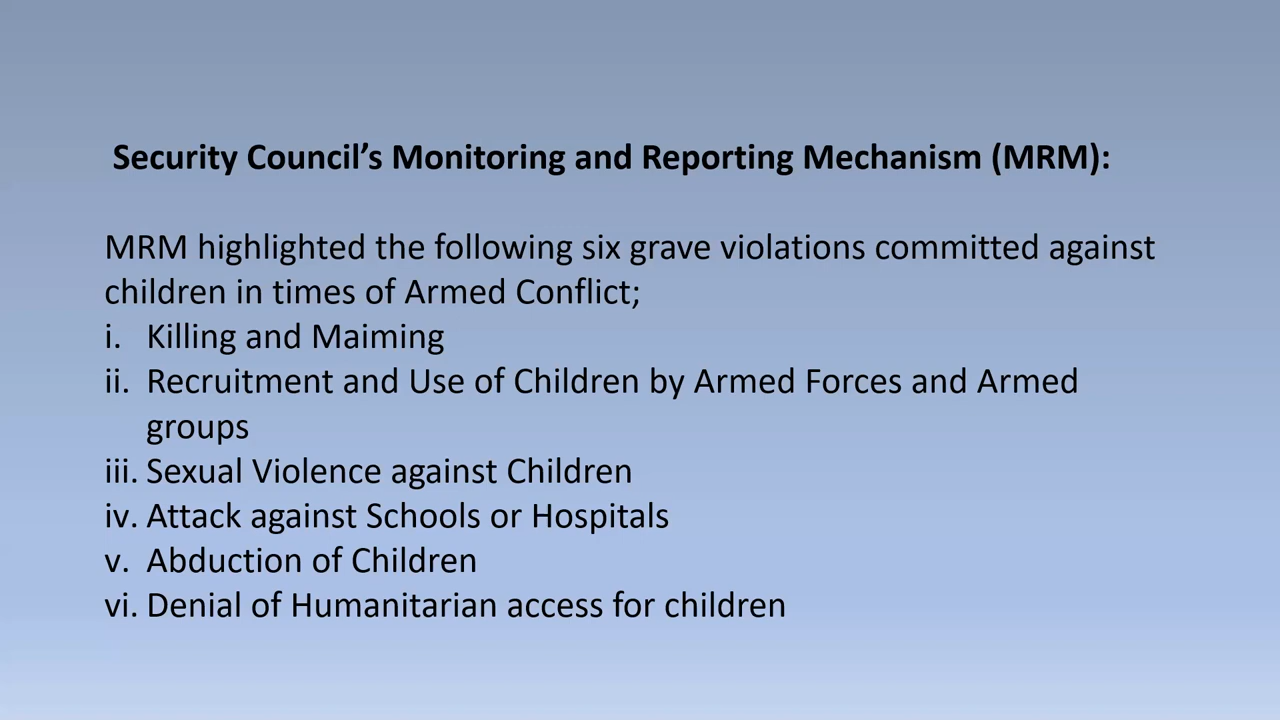 Security Council’s Monitoring and Reporting Mechanism (MRM):
MRM highlighted the following six grave violations committed against
children in times of Armed Conflict;
i. Killing and Maiming
ii. Recruitment and Use of Children by Armed Forces and Armed
groups
iii. Sexual Violence against Children
iv. Attack against Schools or Hospitals
v. Abduction of Children
vi. Denial of Humanitarian access for children